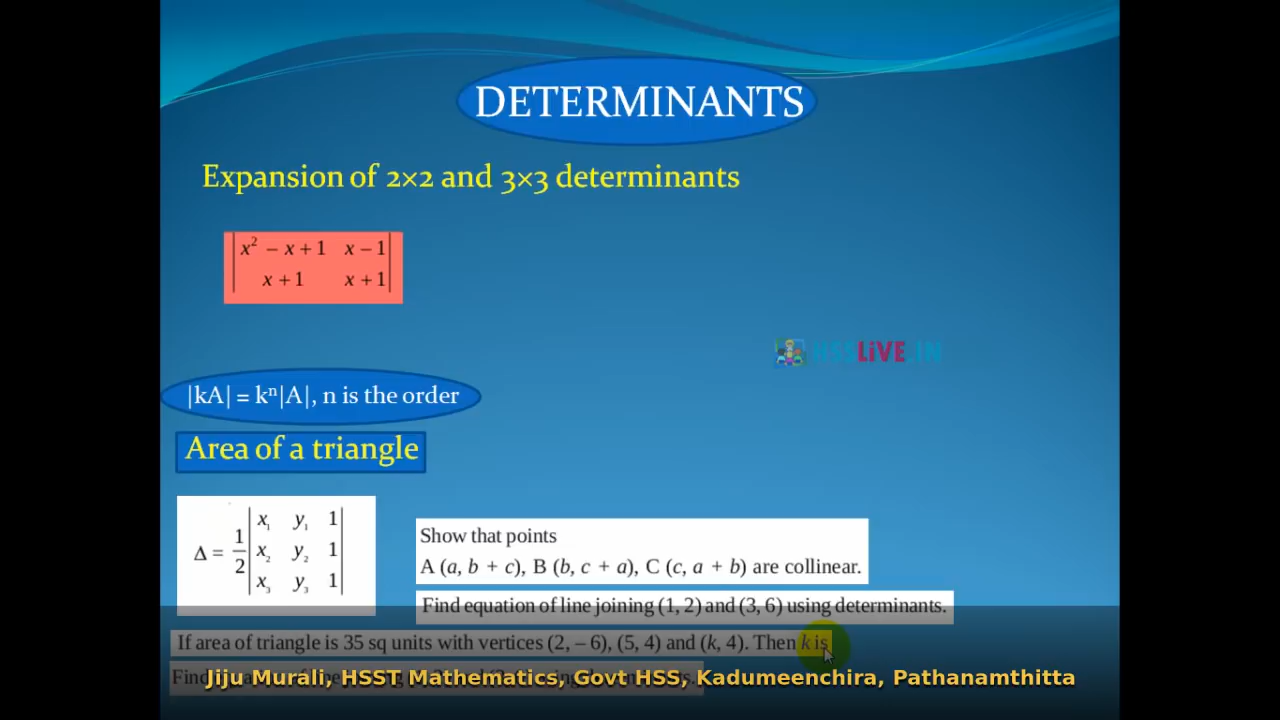 DETERMINANTS
Expansion of 2×2 and 3×3 determinants
x² − x + 1 x − 1
x + 1 x + 1
HSSLiVE.IN
|kA| = kⁿ|A|, n is the order
Area of a triangle
Δ = 1/2 | x₁ y₁ 1 |
| x₂ y₂ 1 |
| x₃ y₃ 1 |
Show that points
A (a, b + c), B (b, c + a), C (c, a + b) are collinear.
Find equation of line joining (1, 2) and (3, 6) using determinants.
If area of triangle is 35 sq units with vertices (2, – 6), (5, 4) and (k, 4). Then k is
Jiju Murali, HSST Mathematics, Govt HSS, Kadumeenchira, Pathanamthitta